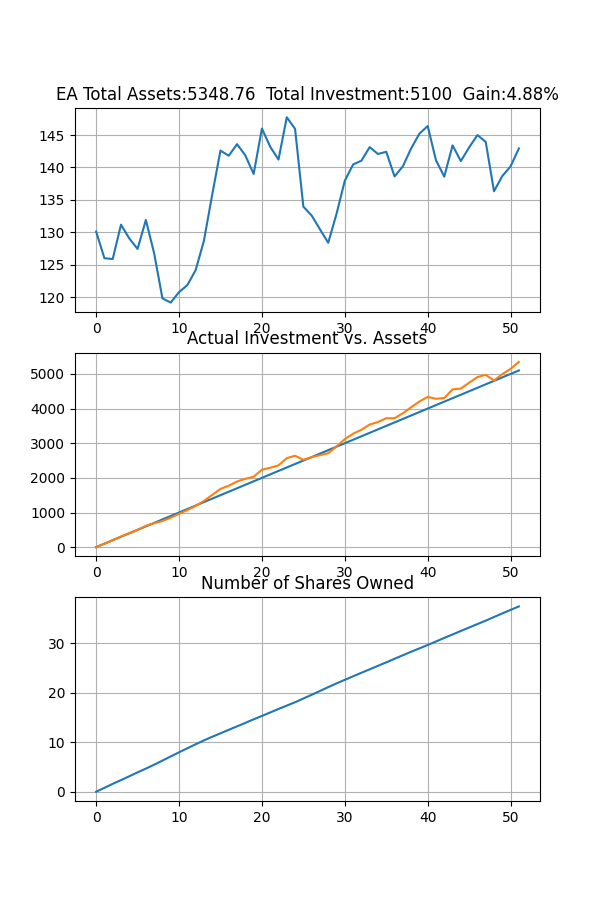 EA Total Assets:5348.76  Total Investment:5100  Gain:4.88%
145
140
135
130
125
120
0 10 20 30 40 50
Actual Investment vs. Assets
5000
4000
3000
2000
1000
0
0 10 20 30 40 50
Number of Shares Owned
30
20
10
0
0 10 20 30 40 50